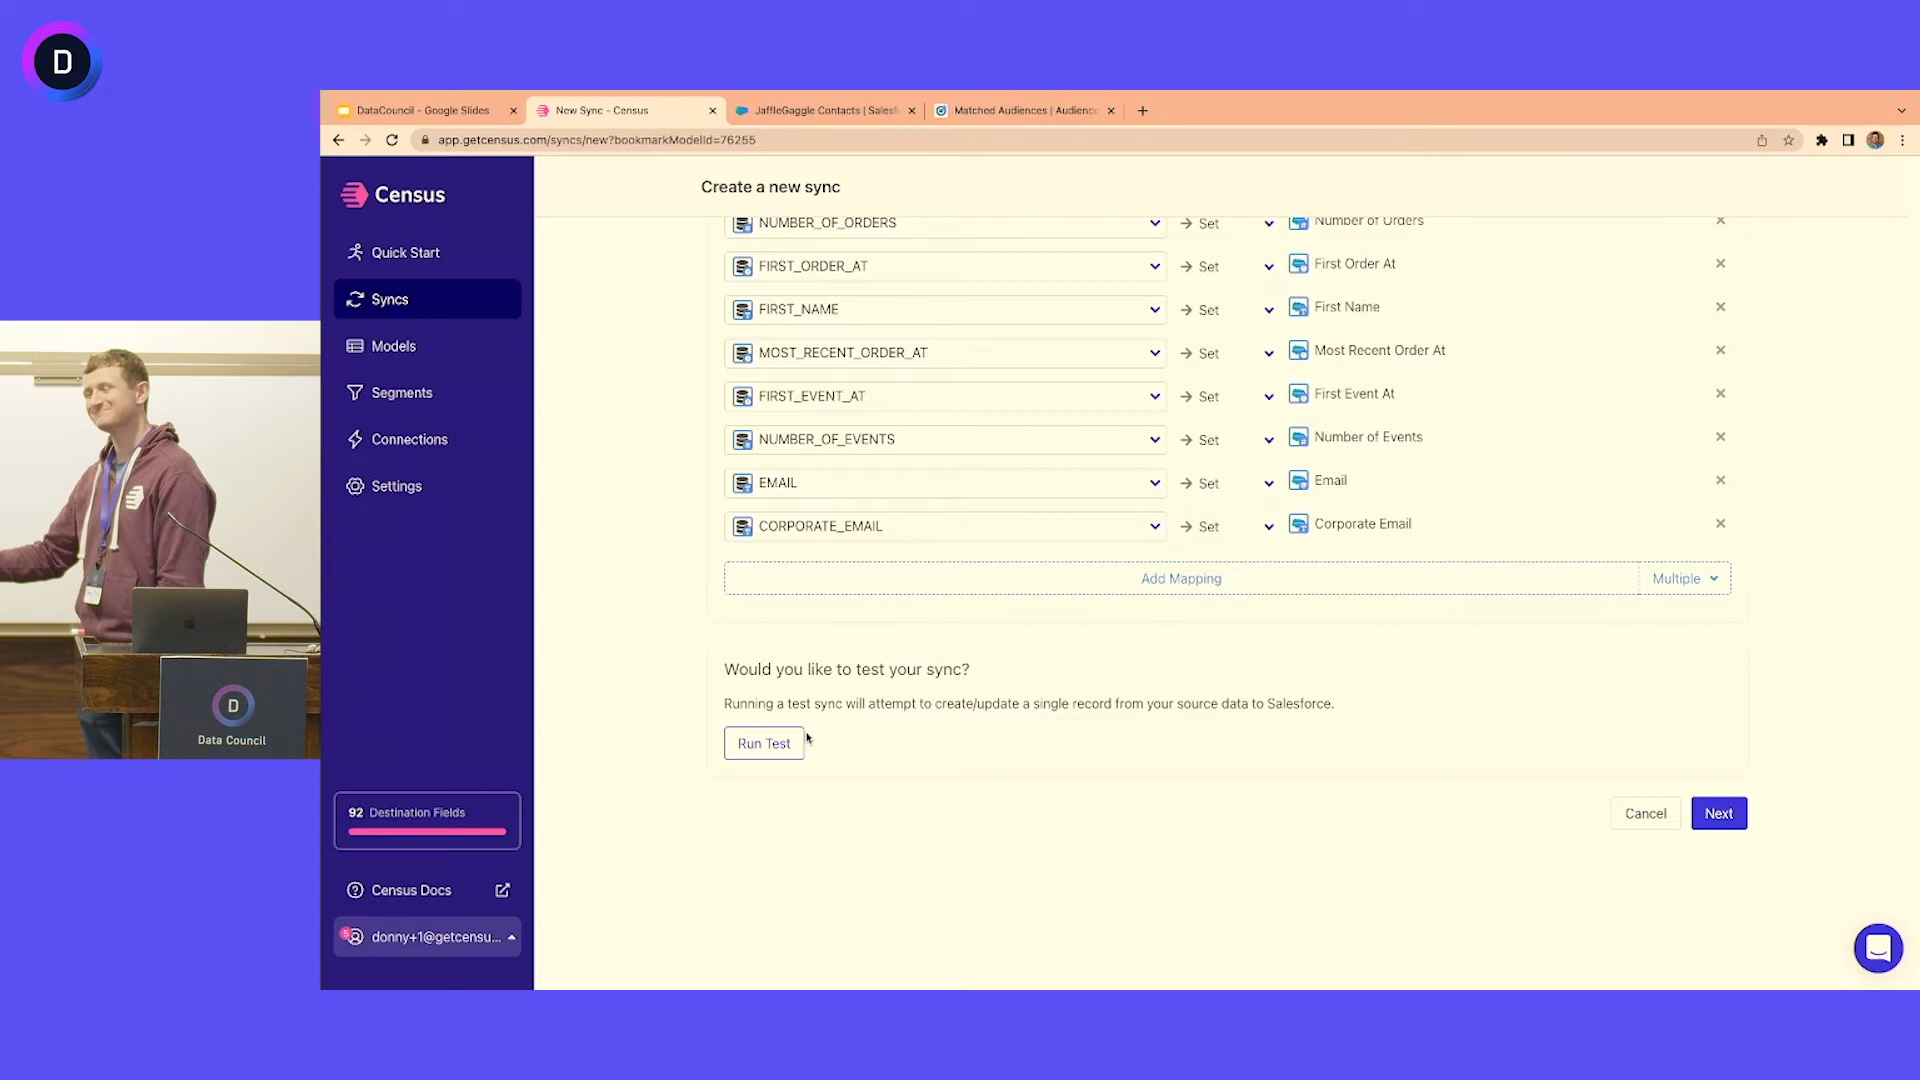 D
DataCouncil - Google Slides
New Sync - Census
JaffleGaggle Contacts | Salesf
Matched Audiences | Audience
app.getcensus.com/syncs/new?bookmarkModelId=76255
Census
Quick Start
Syncs
Models
Segments
Connections
Settings
92 Destination Fields
Census Docs
5
donny+1@getcensu...
Create a new sync
NUMBER_OF_ORDERS → Set Number of Orders
FIRST_ORDER_AT → Set First Order At
FIRST_NAME → Set First Name
MOST_RECENT_ORDER_AT → Set Most Recent Order At
FIRST_EVENT_AT → Set First Event At
NUMBER_OF_EVENTS → Set Number of Events
EMAIL → Set Email
CORPORATE_EMAIL → Set Corporate Email
Add Mapping Multiple
Would you like to test your sync?
Running a test sync will attempt to create/update a single record from your source data to Salesforce.
Run Test
Cancel Next
D
Data Council